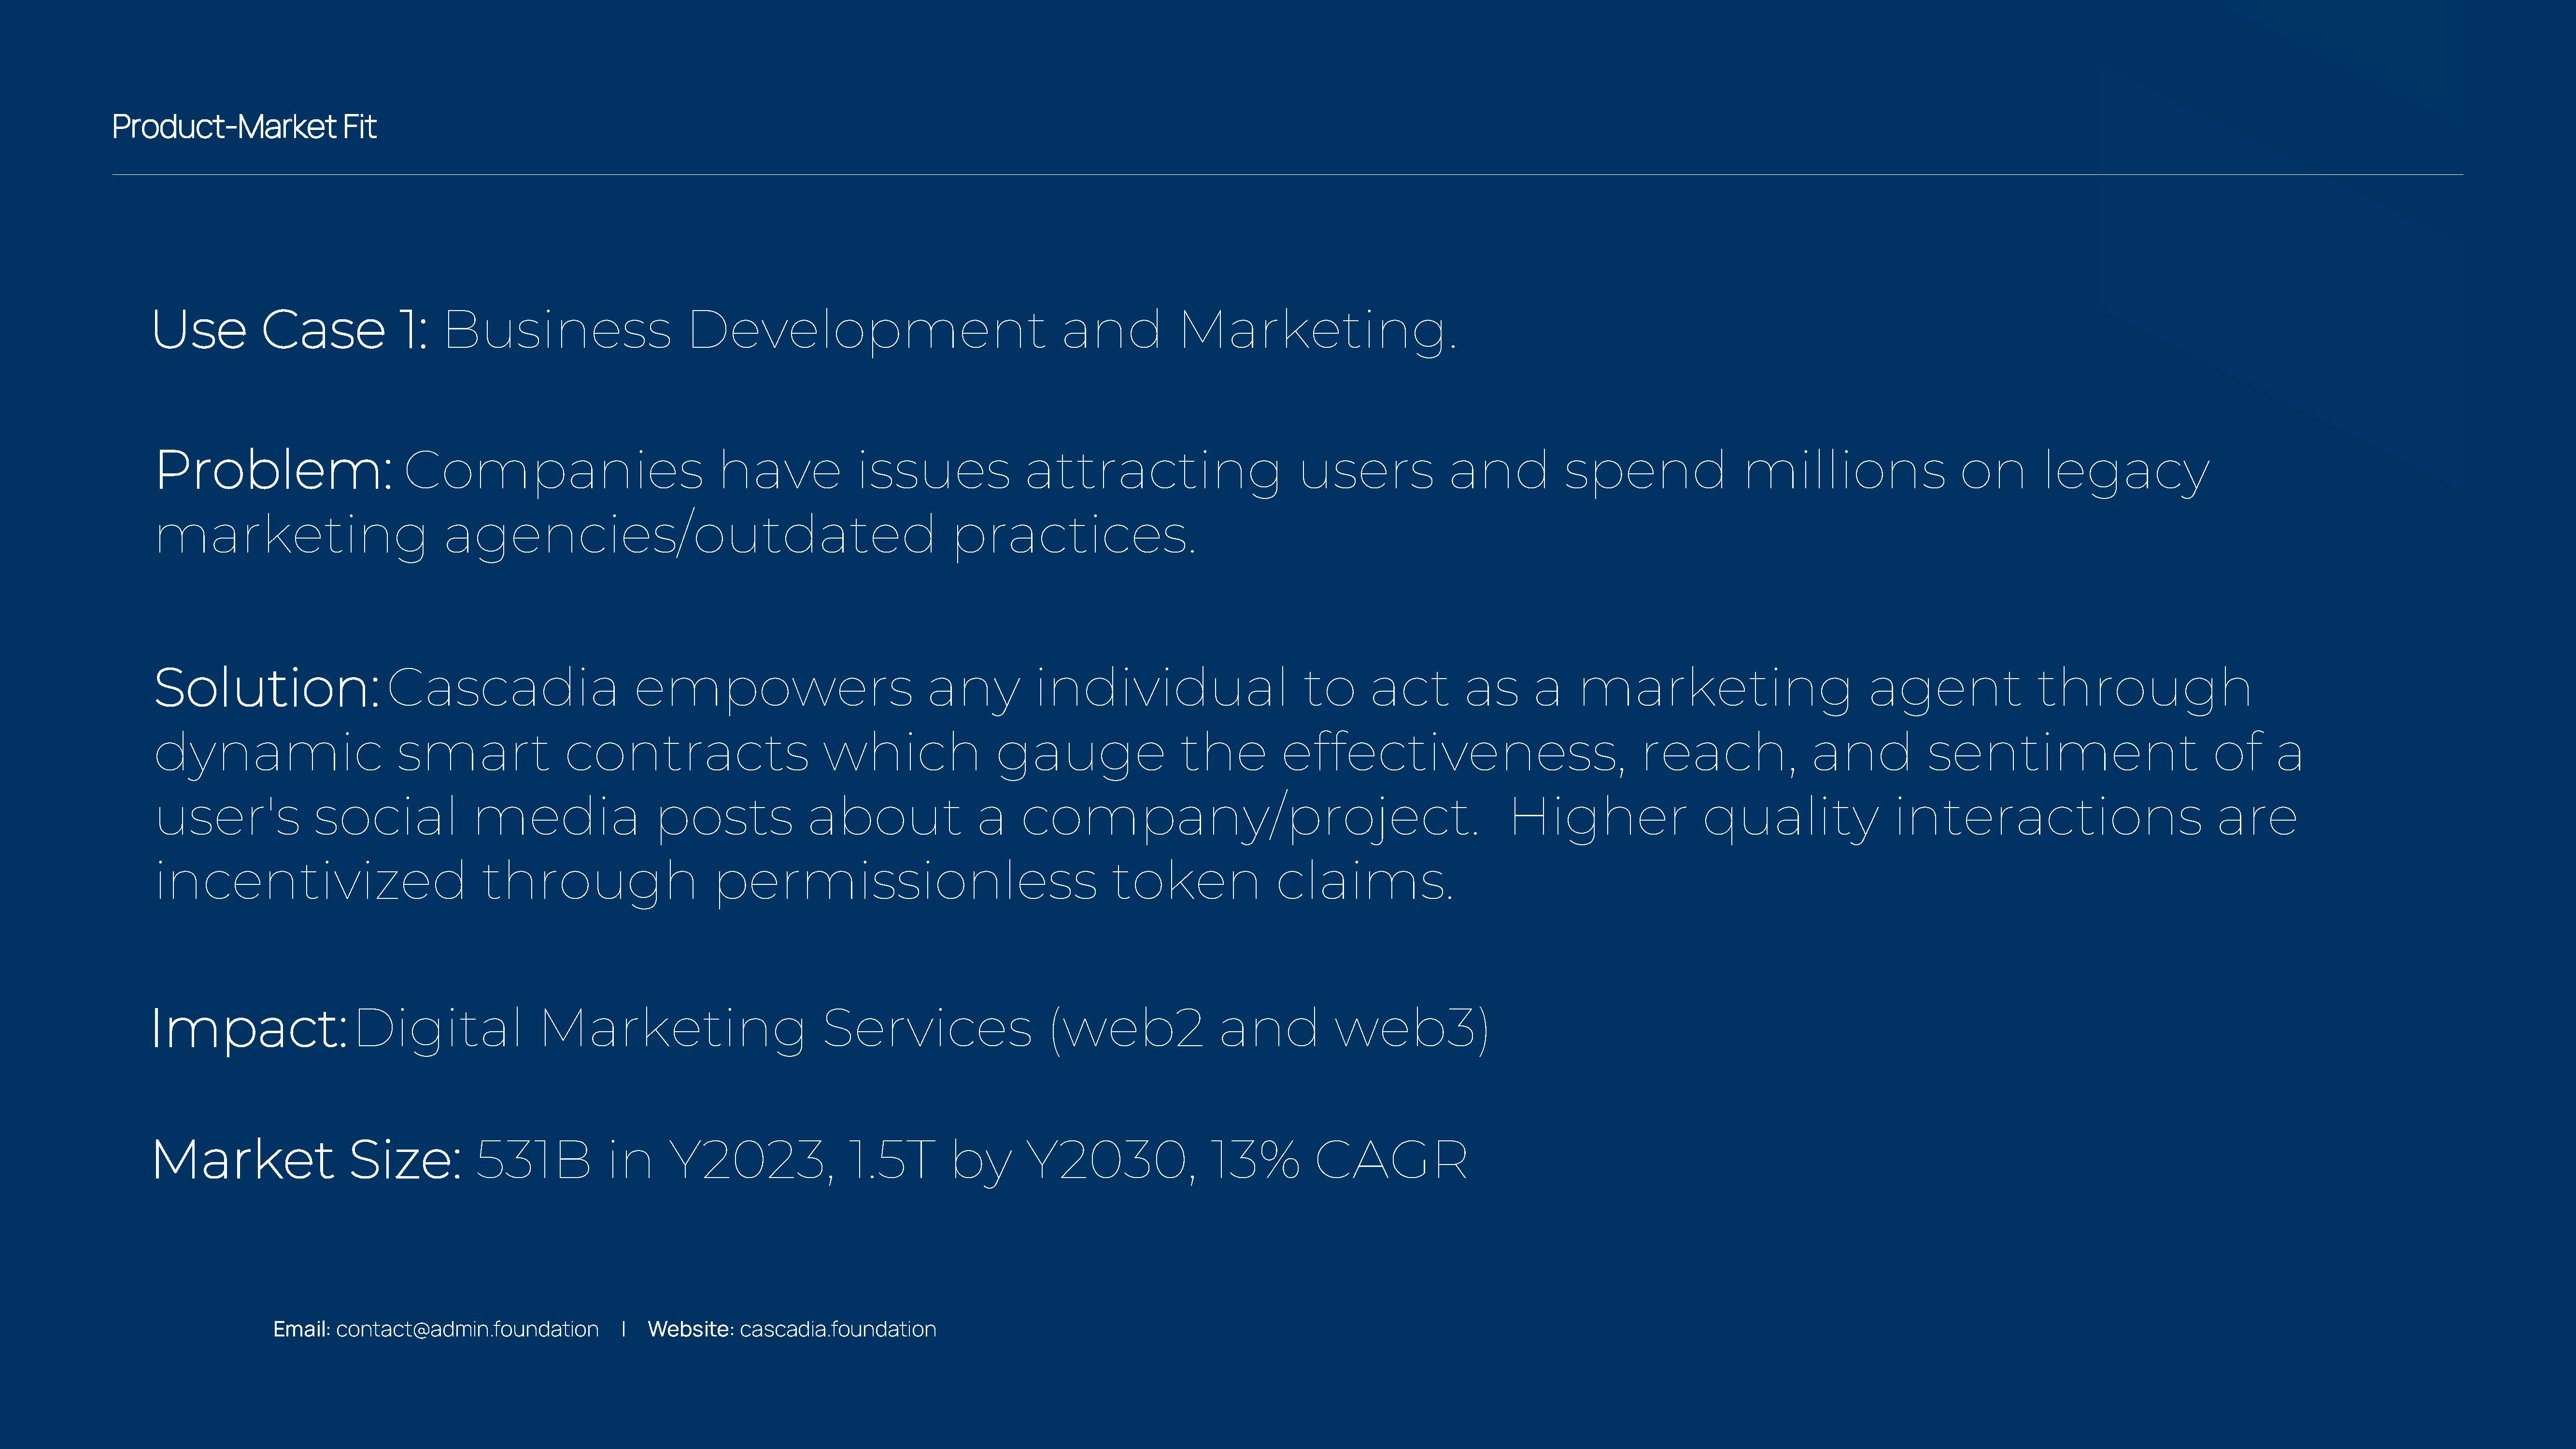 Product-Market Fit
Use Case 1: Business Development and Marketing.
Problem: Companies have issues attracting users and spend millions on legacy
marketing agencies/outdated practices.
Solution: Cascadia empowers any individual to act as a marketing agent through
dynamic smart contracts which gauge the effectiveness, reach, and sentiment of a
user's social media posts about a company/project.  Higher quality interactions are
incentivized through permissionless token claims.
Impact: Digital Marketing Services (web2 and web3)
Market Size: 531B in Y2023, 1.5T by Y2030, 13% CAGR
Email: contact@admin.foundation | Website: cascadia.foundation